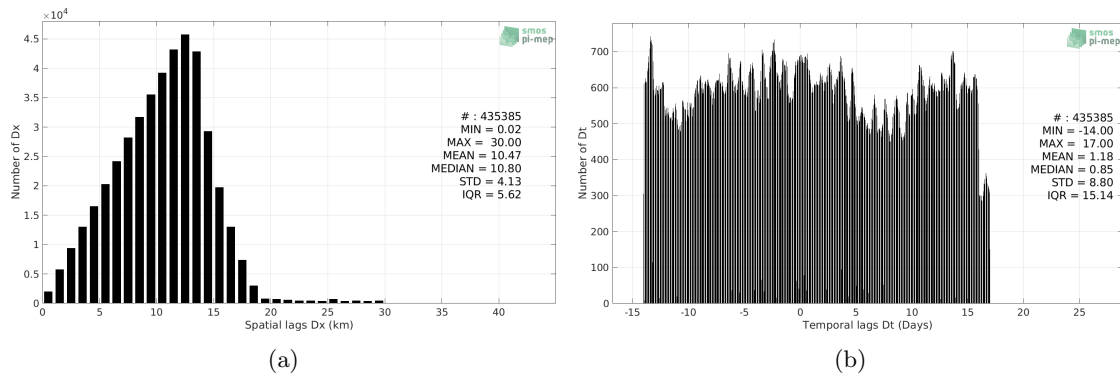 ×10⁴
4.5
4
3.5
3
2.5
2
1.5
1
0.5
0
Number of Dx
0 5 10 15 20 25 30 35 40
Spatial lags Dx (km)
smos
pi-mep
# : 435385
MIN = 0.02
MAX = 30.00
MEAN = 10.47
MEDIAN = 10.80
STD = 4.13
IQR = 5.62
(a)
700
600
500
400
300
200
100
0
Number of Dt
-15 -10 -5 0 5 10 15 20 25
Temporal lags Dt (Days)
smos
pi-mep
# : 435385
MIN = -14.00
MAX = 17.00
MEAN = 1.18
MEDIAN = 0.85
STD = 8.80
IQR = 15.14
(b)